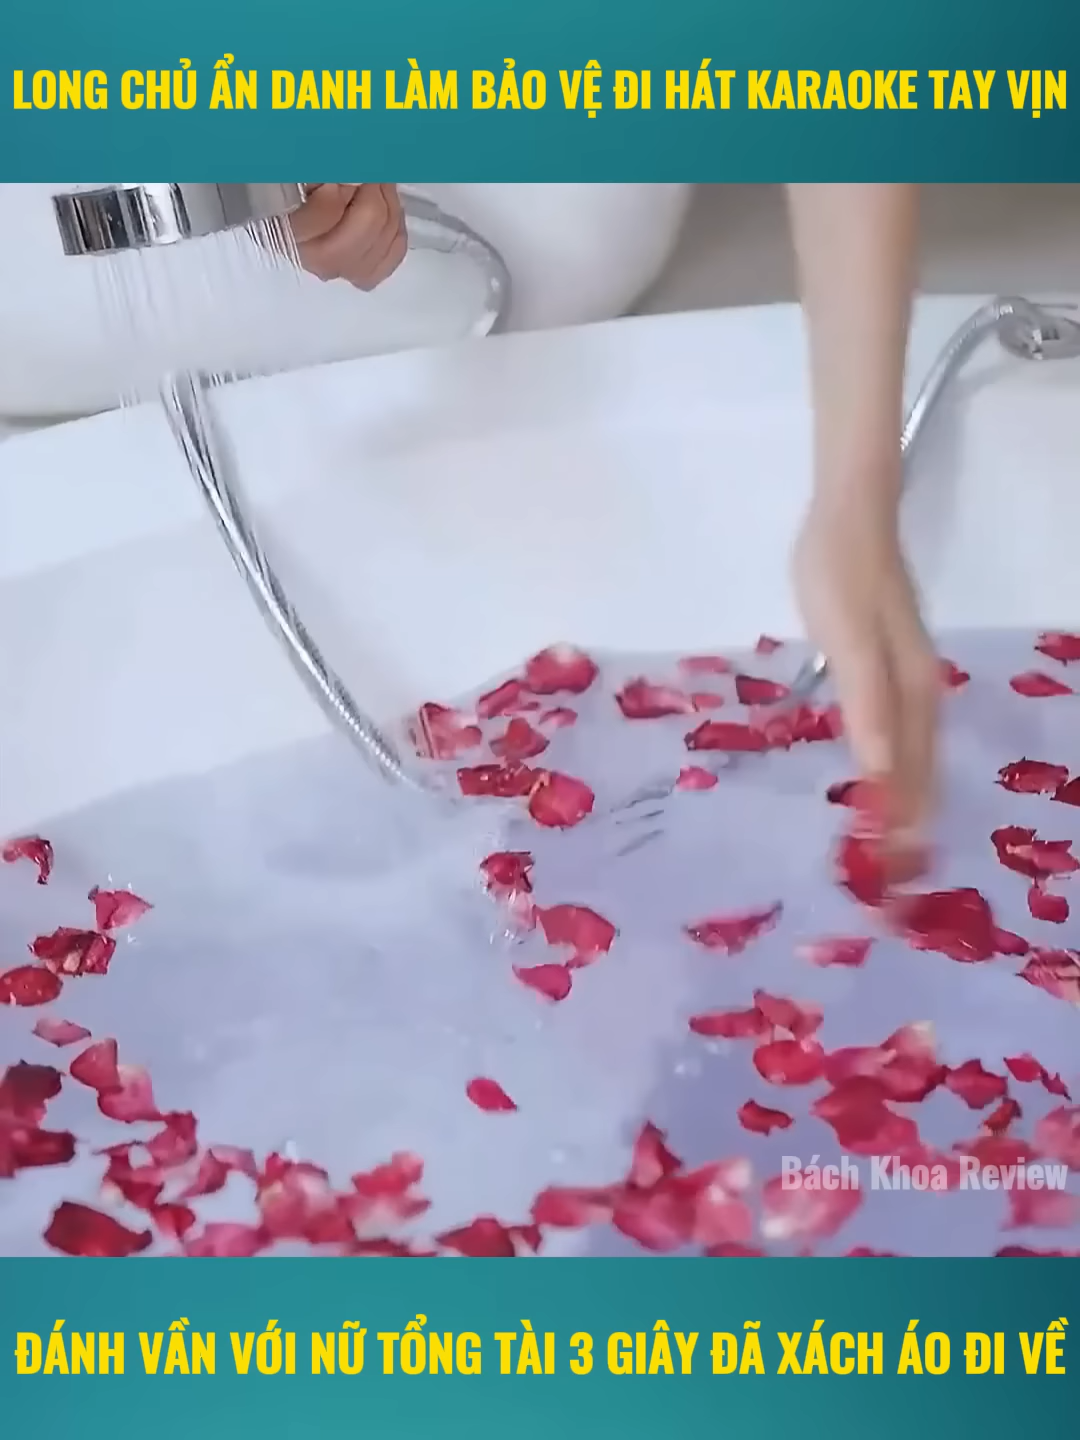 LONG CHỦ ẨN DANH LÀM BẢO VỆ ĐI HÁT KARAOKE TAY VỊN
Bách Khoa Review
ĐÁNH VẦN VỚI NỮ TỔNG TÀI 3 GIÂY ĐÃ XÁCH ÁO ĐI VỀ